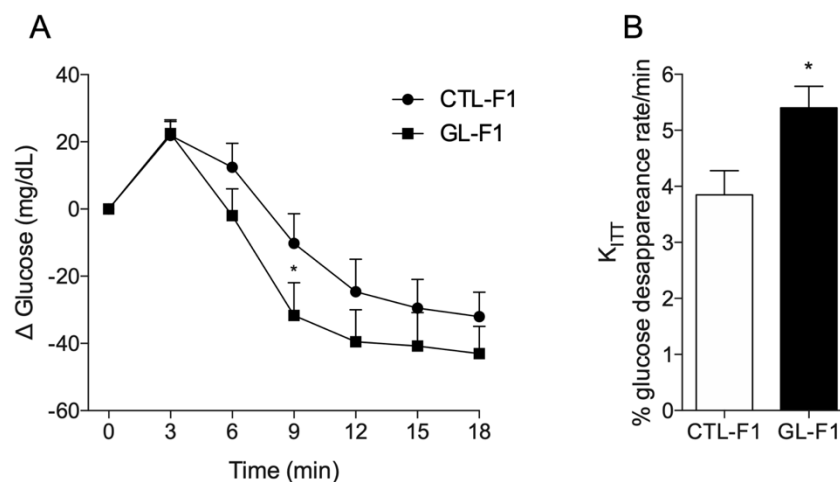 A
Δ Glucose (mg/dL)
40
20
0
-20
-40
-60
CTL-F1
GL-F1
*
0 3 6 9 12 15 18
Time (min)
B
K_ITT
% glucose desappareance rate/min
6
5
4
3
2
1
0
*
CTL-F1 GL-F1